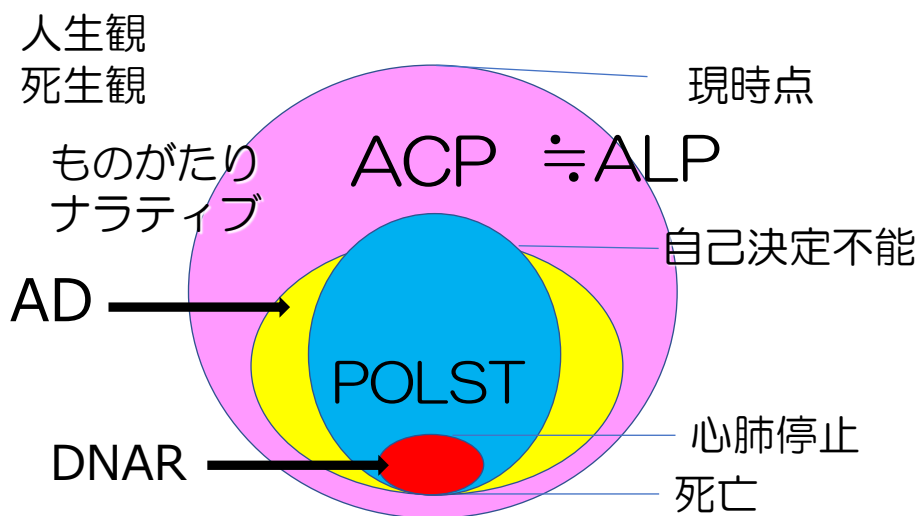 人生観
死生観
現時点
ものがたり
ナラティブ
ACP ≒ALP
自己決定不能
AD
POLST
心肺停止
DNAR
死亡